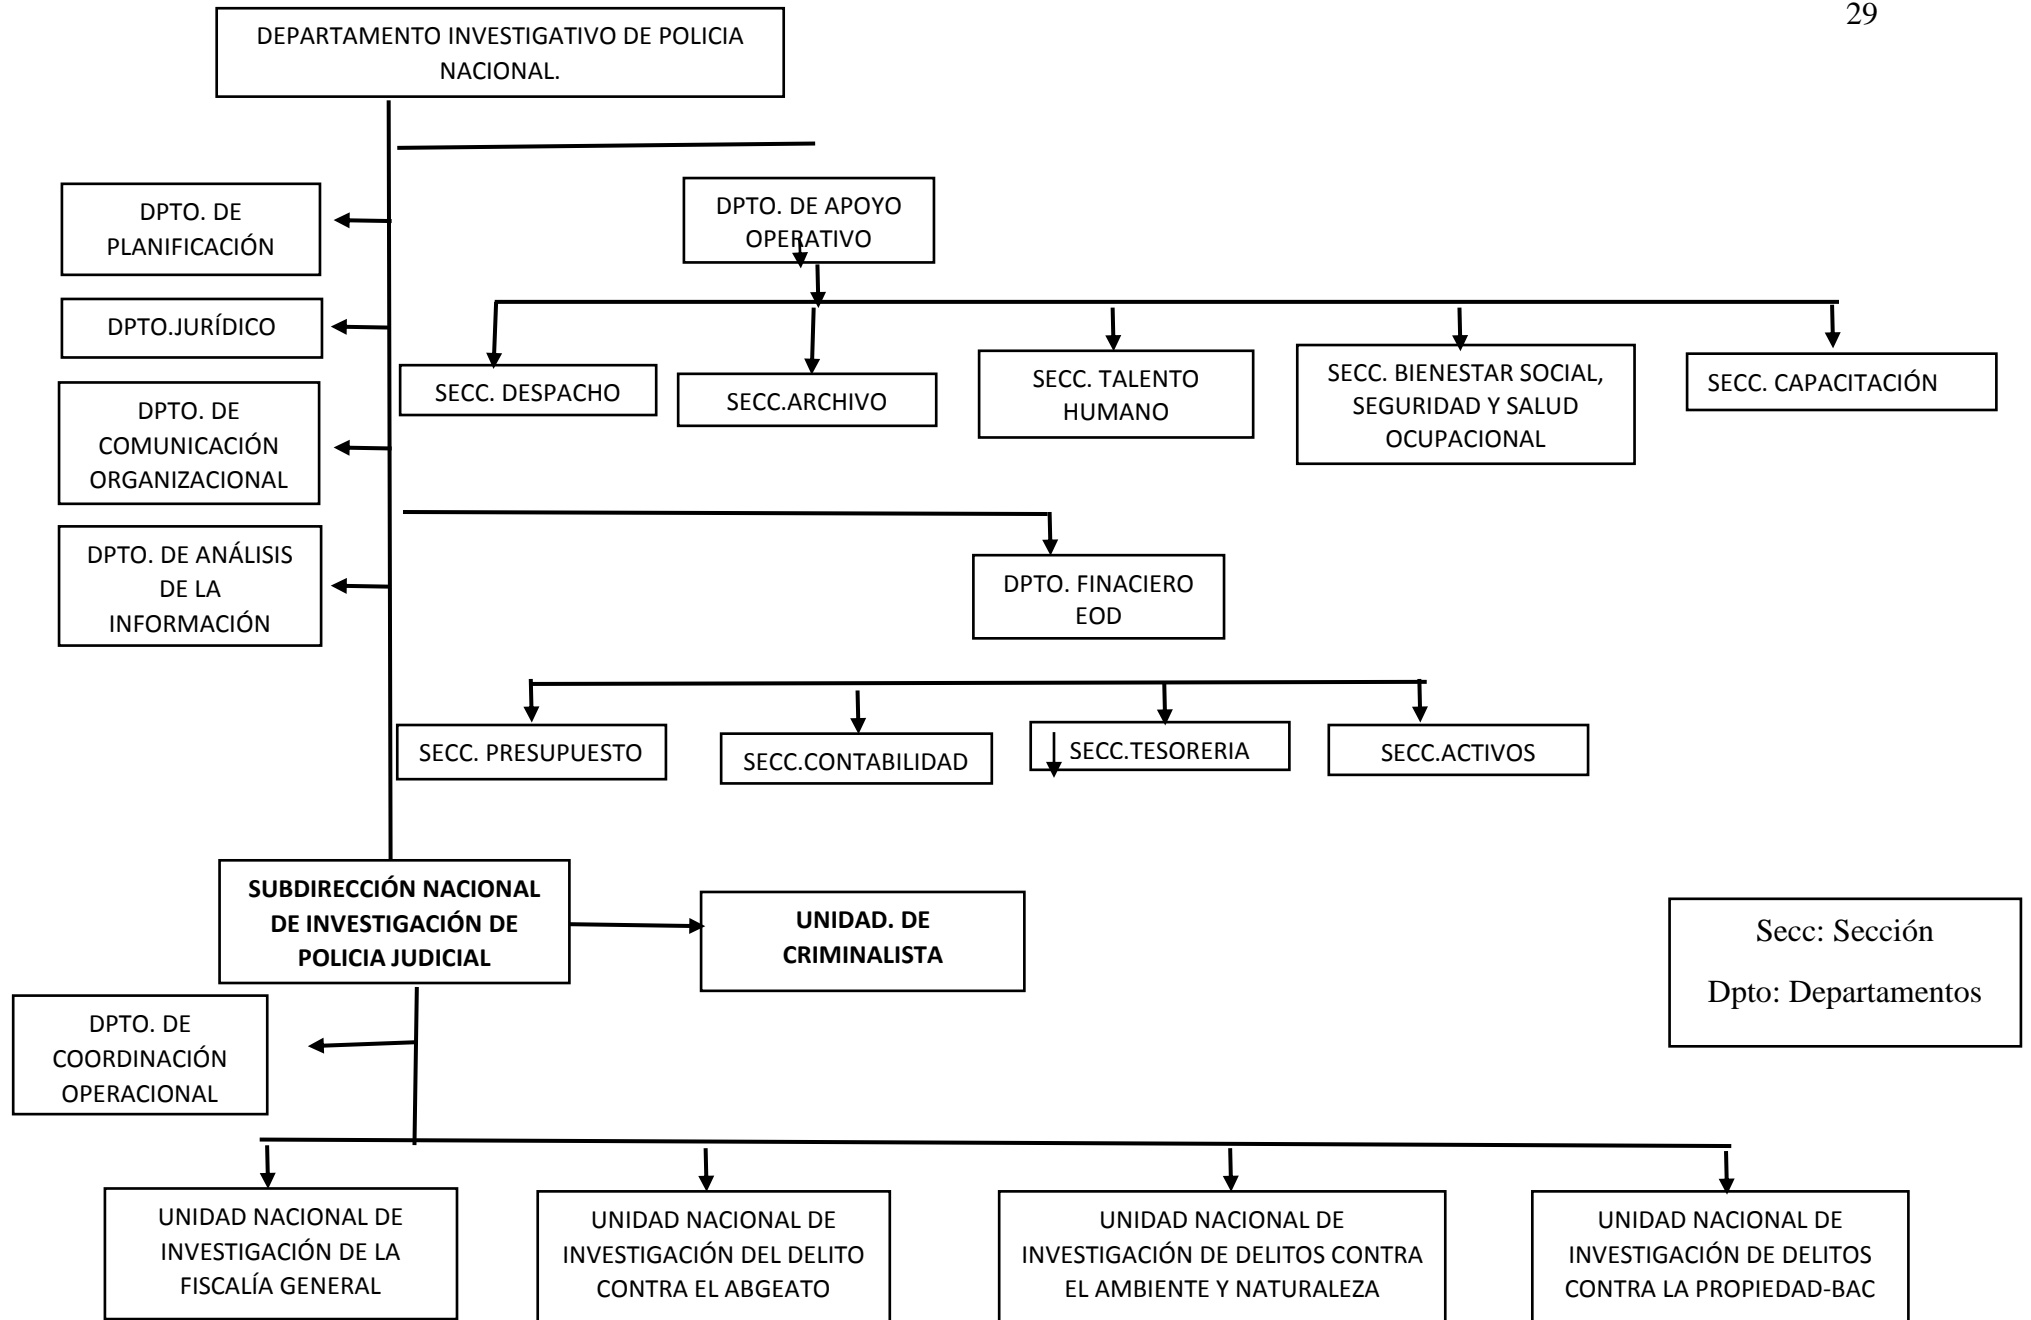 29
DEPARTAMENTO INVESTIGATIVO DE POLICIA
NACIONAL.
DPTO. DE
PLANIFICACIÓN
DPTO. DE APOYO
OPERATIVO
DPTO.JURÍDICO
SECC. DESPACHO
SECC.ARCHIVO
SECC. TALENTO
HUMANO
SECC. BIENESTAR SOCIAL,
SEGURIDAD Y SALUD
OCUPACIONAL
SECC. CAPACITACIÓN
DPTO. DE
COMUNICACIÓN
ORGANIZACIONAL
DPTO. DE ANÁLISIS
DE LA
INFORMACIÓN
DPTO. FINACIERO
EOD
SECC. PRESUPUESTO
SECC.CONTABILIDAD
SECC.TESORERIA
SECC.ACTIVOS
SUBDIRECCIÓN NACIONAL
DE INVESTIGACIÓN DE
POLICIA JUDICIAL
UNIDAD. DE
CRIMINALISTA
Secc: Sección
Dpto: Departamentos
DPTO. DE
COORDINACIÓN
OPERACIONAL
UNIDAD NACIONAL DE
INVESTIGACIÓN DE LA
FISCALÍA GENERAL
UNIDAD NACIONAL DE
INVESTIGACIÓN DEL DELITO
CONTRA EL ABGEATO
UNIDAD NACIONAL DE
INVESTIGACIÓN DE DELITOS CONTRA
EL AMBIENTE Y NATURALEZA
UNIDAD NACIONAL DE
INVESTIGACIÓN DE DELITOS
CONTRA LA PROPIEDAD-BAC